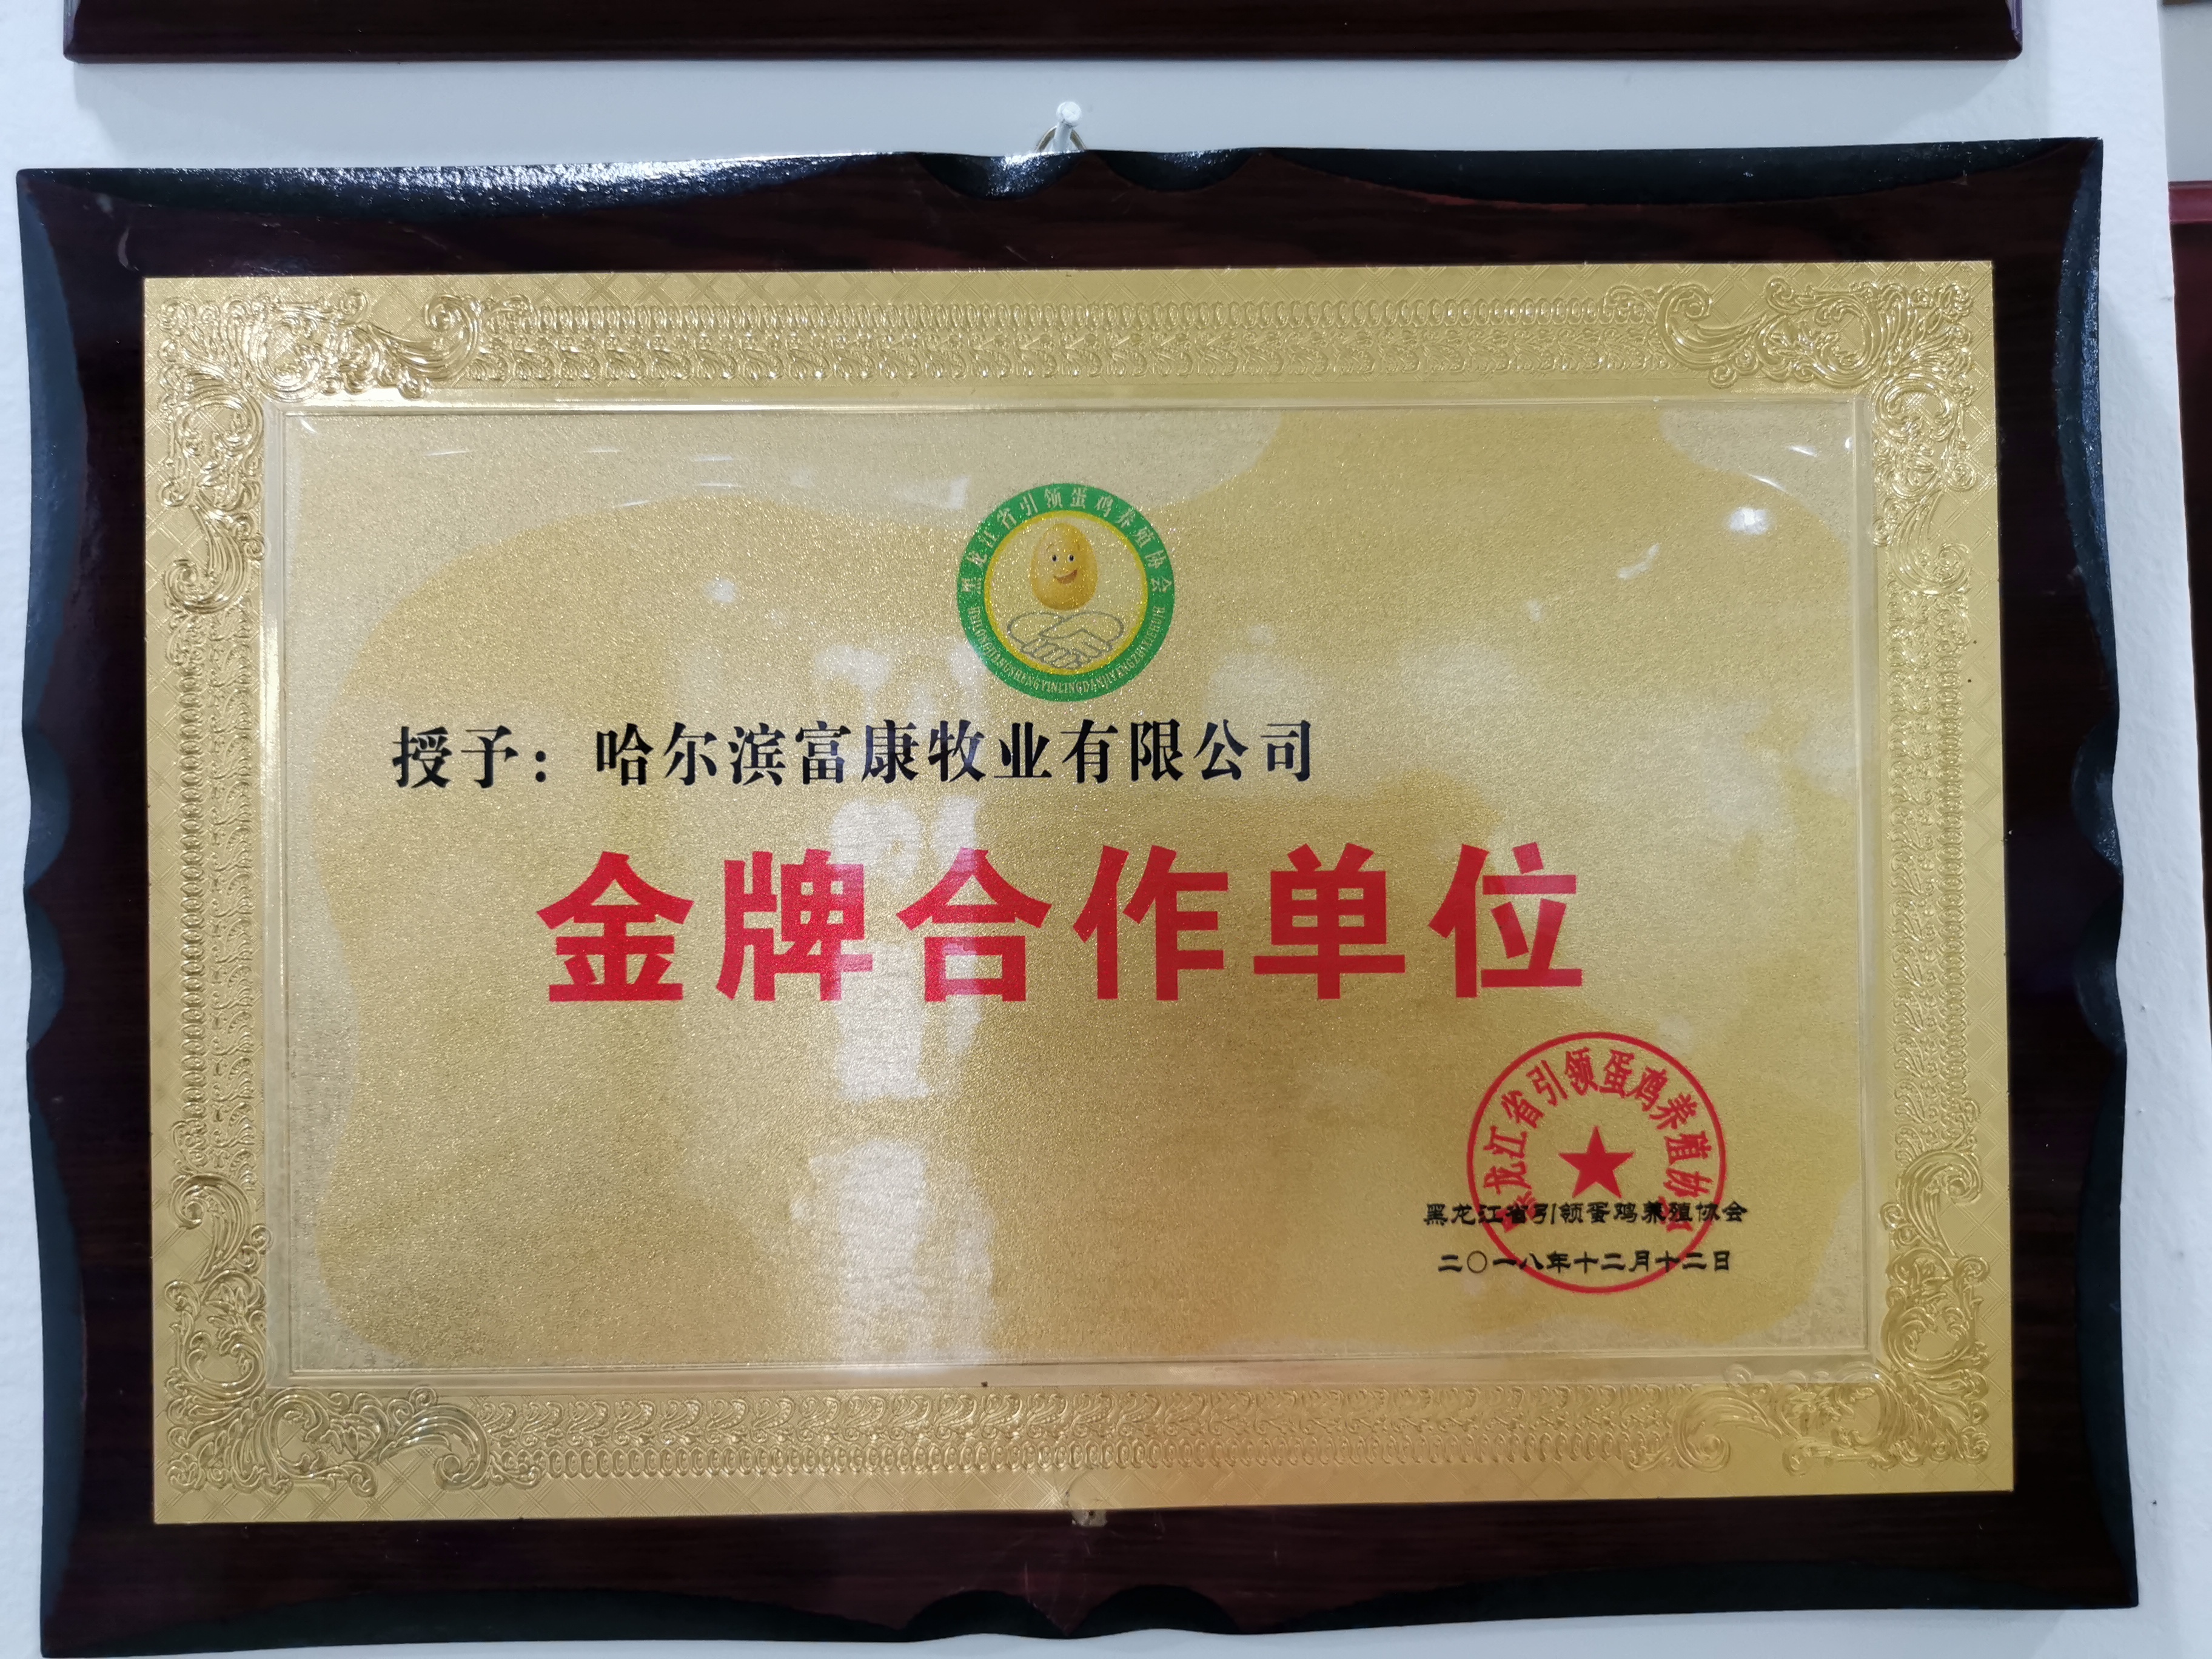 黑龙江省引领蛋鸡养殖协会
HEILONGJIANGSHENGYINLINGDANJIYANGZHIXIEHUI
授予：哈尔滨富康牧业有限公司
金牌合作单位
黑龙江省引领蛋鸡养殖协会
黑龙江省引领蛋鸡养殖协会
二〇一八年十二月十二日